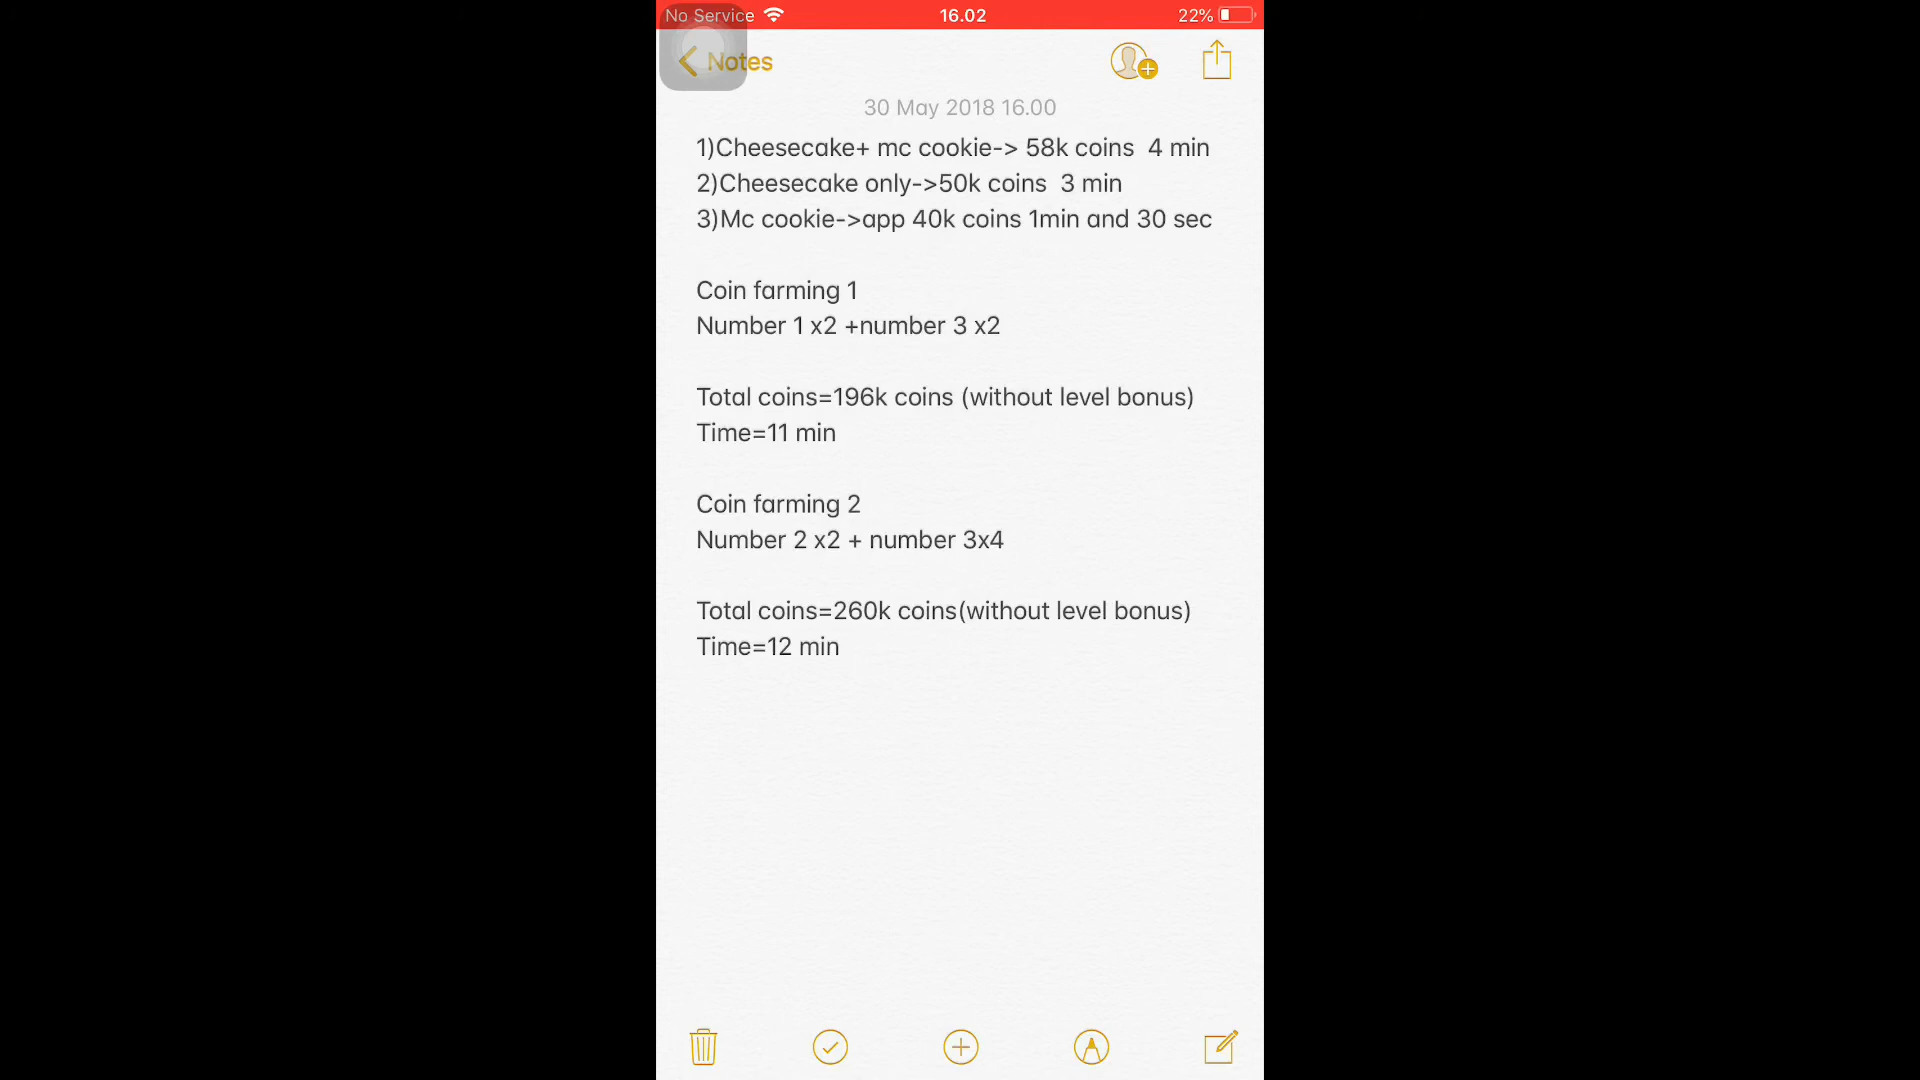 No Service 16.02 22%
Notes
30 May 2018 16.00
1)Cheesecake+ mc cookie-> 58k coins  4 min
2)Cheesecake only->50k coins  3 min
3)Mc cookie->app 40k coins 1min and 30 sec
Coin farming 1
Number 1 x2 +number 3 x2
Total coins=196k coins (without level bonus)
Time=11 min
Coin farming 2
Number 2 x2 + number 3x4
Total coins=260k coins(without level bonus)
Time=12 min